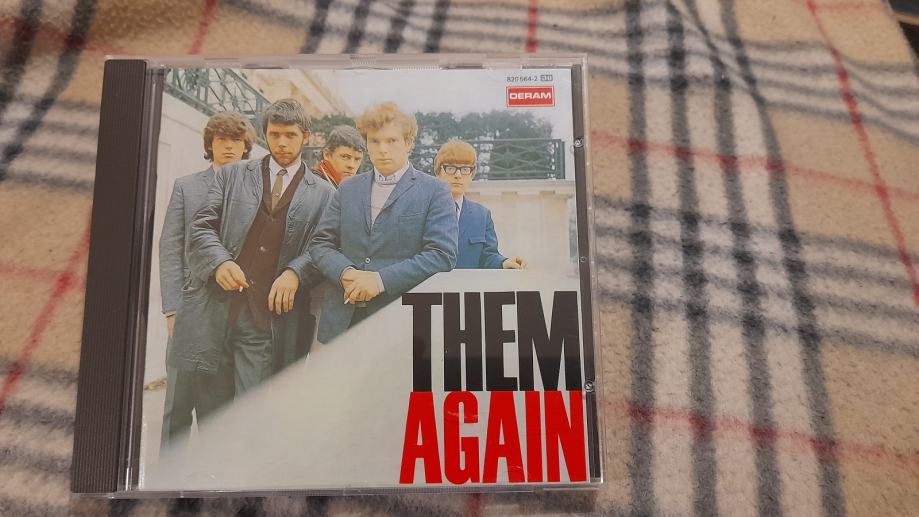 820 564-2
DERAM
THEM
AGAIN